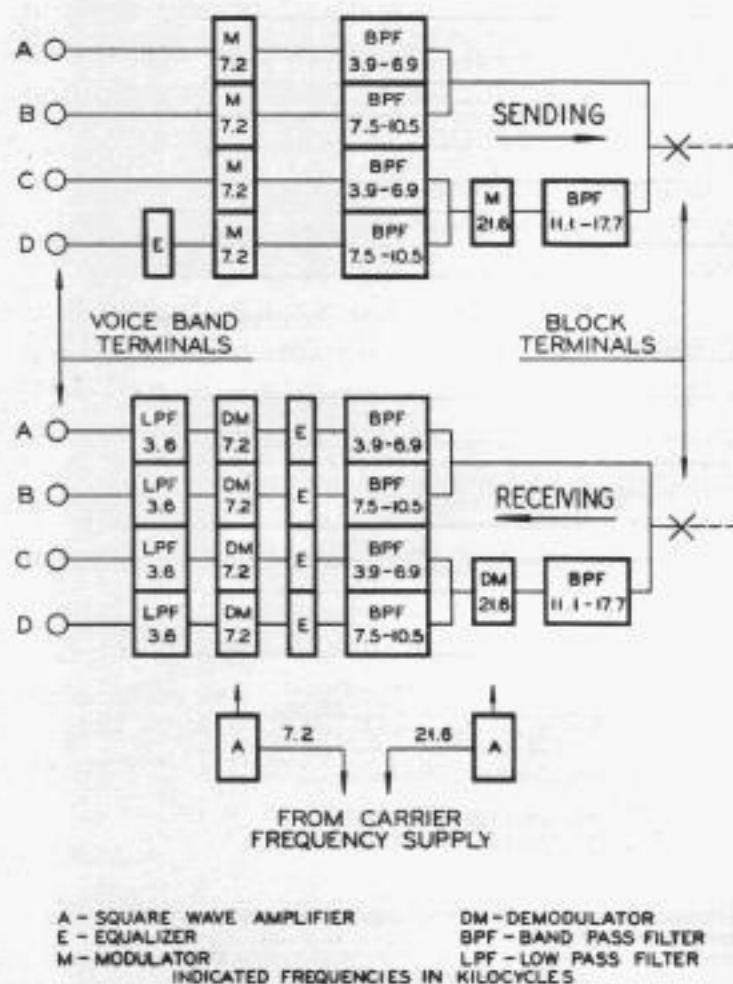 A M 7.2 BPF 3.9-6.9
B M 7.2 BPF 7.5-10.5
SENDING
C M 7.2 BPF 3.9-6.9
M 21.6 BPF 11.1-17.7
D E M 7.2 BPF 7.5-10.5
VOICE BAND TERMINALS
BLOCK TERMINALS
A LPF 3.6 DM 7.2 E BPF 3.9-6.9
B LPF 3.6 DM 7.2 E BPF 7.5-10.5
RECEIVING
C LPF 3.6 DM 7.2 E BPF 3.9-6.9
DM 21.6 BPF 11.1-17.7
D LPF 3.6 DM 7.2 E BPF 7.5-10.5
A 7.2 21.6 A
FROM CARRIER
FREQUENCY SUPPLY
A - SQUARE WAVE AMPLIFIER
E - EQUALIZER
M - MODULATOR
DM - DEMODULATOR
BPF - BAND PASS FILTER
LPF - LOW PASS FILTER
INDICATED FREQUENCIES IN KILOCYCLES